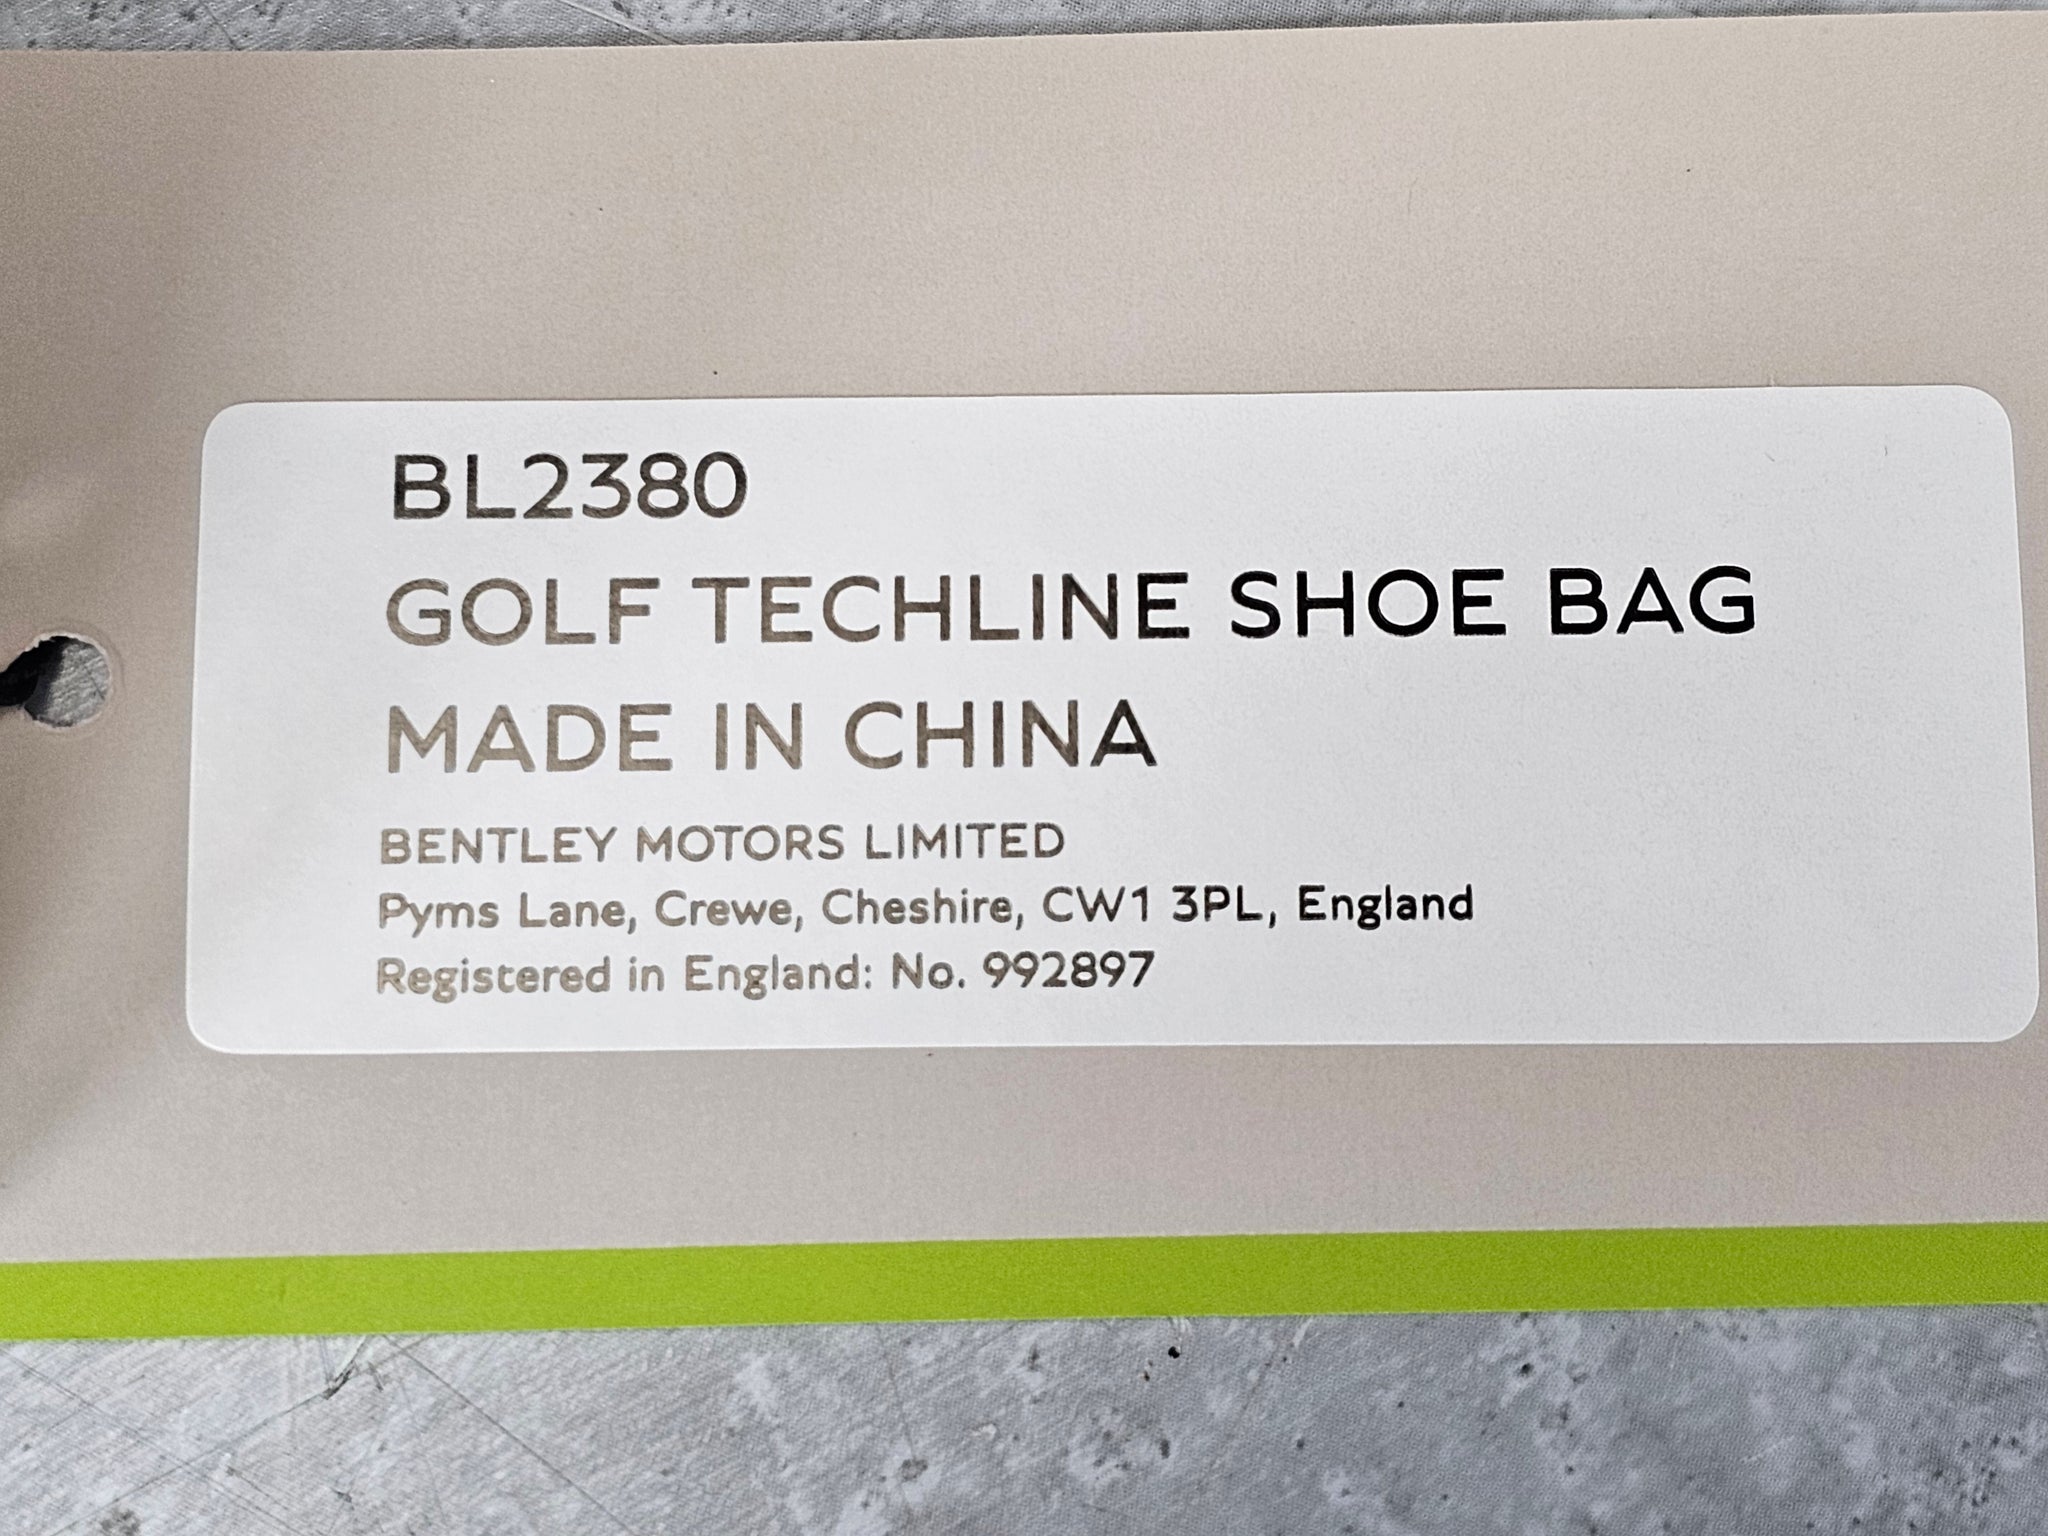 BL2380
GOLF TECHLINE SHOE BAG
MADE IN CHINA
BENTLEY MOTORS LIMITED
Pyms Lane, Crewe, Cheshire, CW1 3PL, England
Registered in England: No. 992897